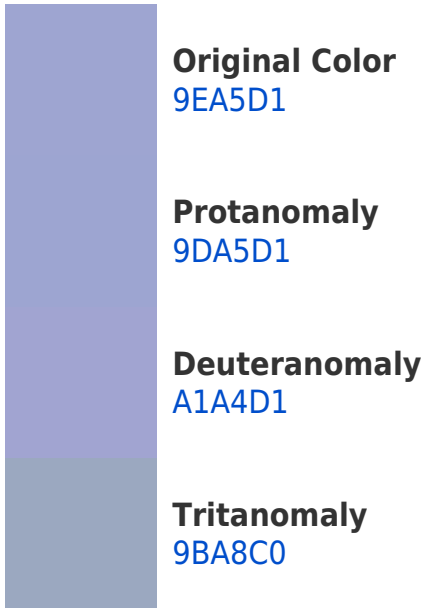 Original Color
9EA5D1
Protanomaly
9DA5D1
Deuteranomaly
A1A4D1
Tritanomaly
9BA8C0